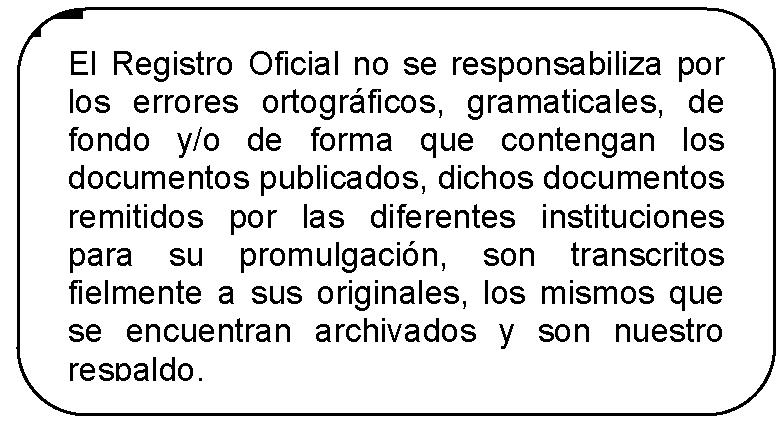 El Registro Oficial no se responsabiliza por
los errores ortográficos, gramaticales, de
fondo y/o de forma que contengan los
documentos publicados, dichos documentos
remitidos por las diferentes instituciones
para su promulgación, son transcritos
fielmente a sus originales, los mismos que
se encuentran archivados y son nuestro
respaldo.